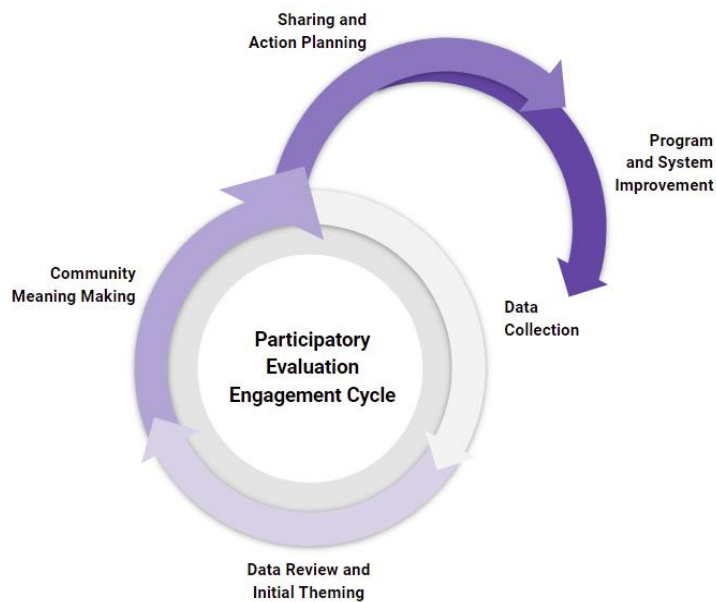 Sharing and
Action Planning
Program
and System
Improvement
Community
Meaning Making
Data
Collection
Participatory
Evaluation
Engagement Cycle
Data Review and
Initial Theming